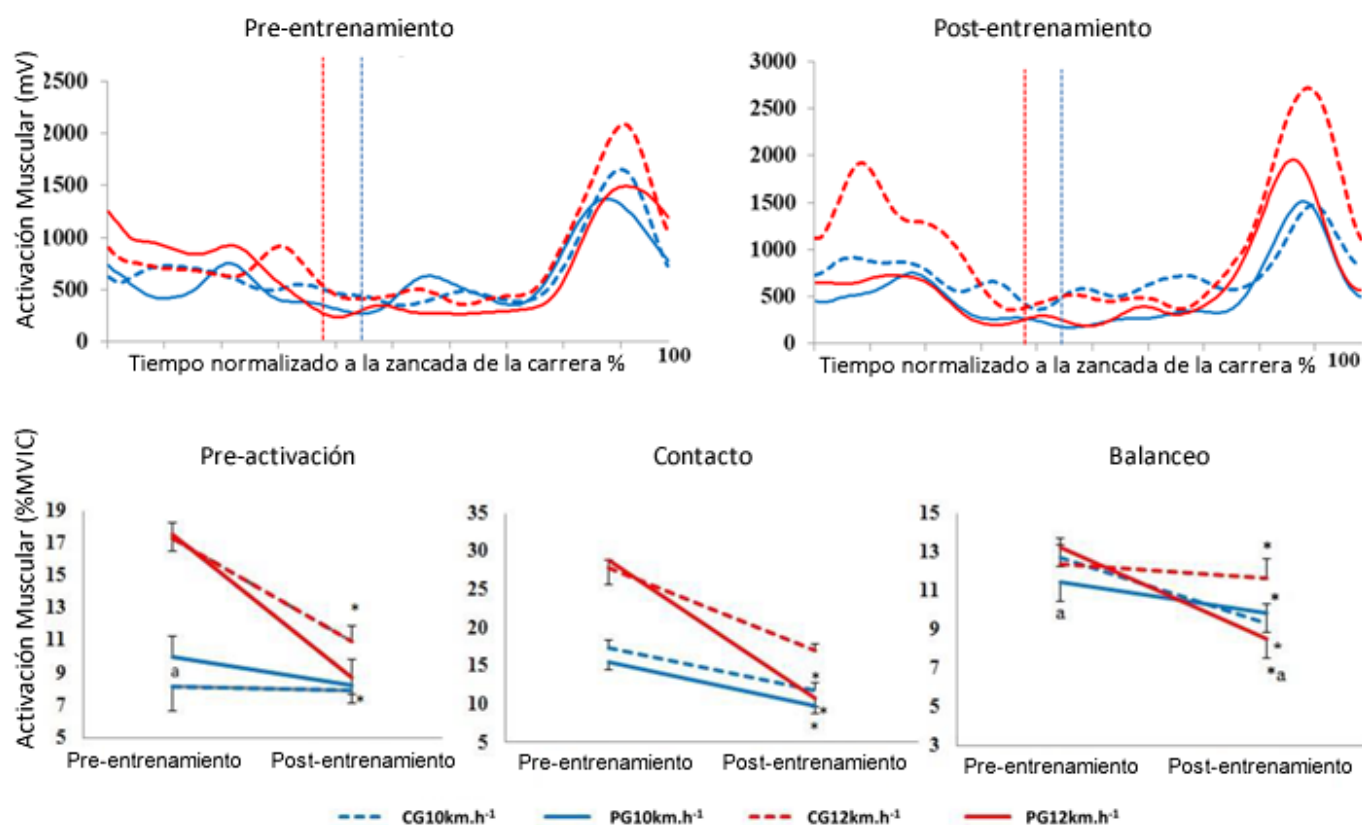 Pre-entrenamiento
Post-entrenamiento
Activación Muscular (mV)
2500
2000
1500
1000
500
0
Tiempo normalizado a la zancada de la carrera %
100
3000
2500
2000
1500
1000
500
0
Tiempo normalizado a la zancada de la carrera %
100
Pre-activación
Contacto
Balanceo
Activación Muscular (%MVIC)
19
17
15
13
11
9
7
5
a
*
*
Pre-entrenamiento
Post-entrenamiento
35
30
25
20
15
10
5
*
*
*
Pre-entrenamiento
Post-entrenamiento
15
13
11
9
7
5
3
a
*
*
*
*a
Pre-entrenamiento
Post-entrenamiento
CG10km.h⁻¹
PG10km.h⁻¹
CG12km.h⁻¹
PG12km.h⁻¹